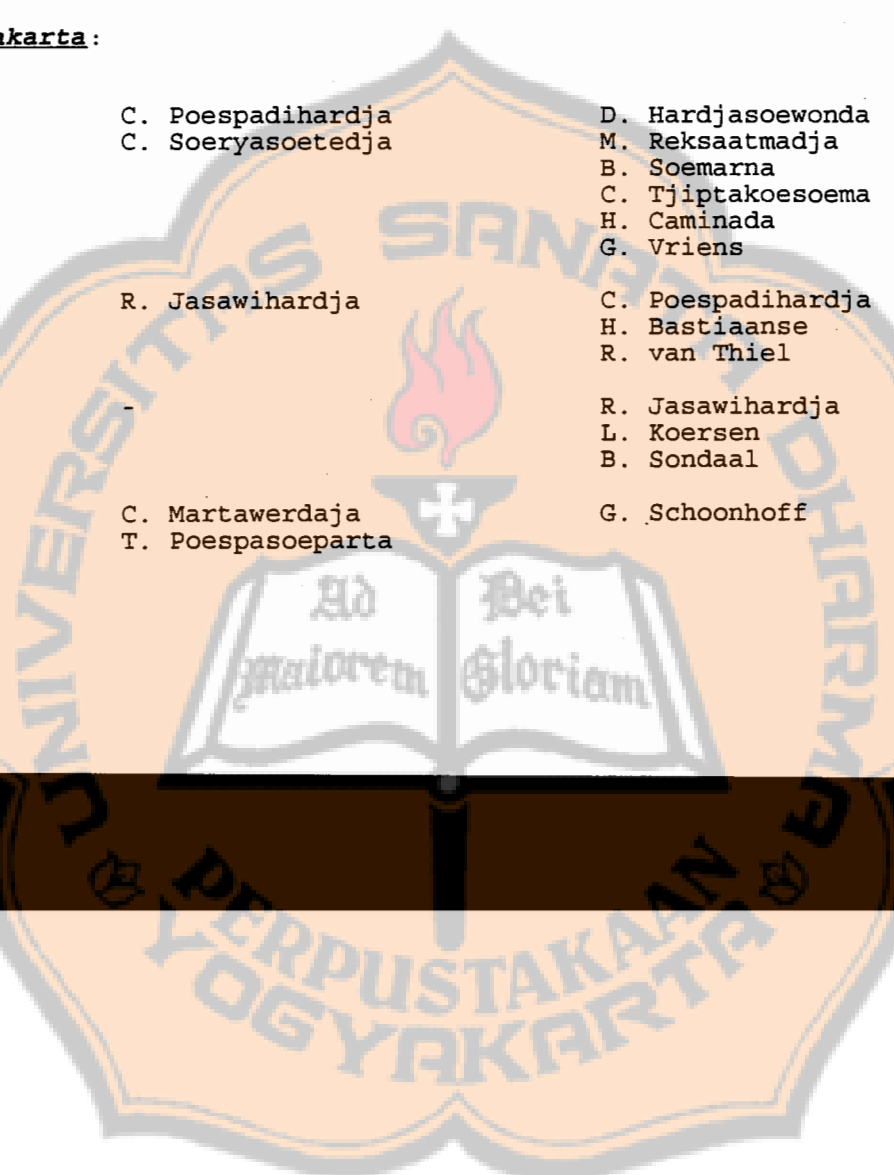 akarta:
C. Poespadihardja D. Hardjasoewonda
C. Soeryasoetedja M. Reksaatmadja
B. Soemarna
C. Tjiptakoesoema
H. Caminada
G. Vriens
R. Jasawihardja C. Poespadihardja
H. Bastiaanse
R. van Thiel
- R. Jasawihardja
L. Koersen
B. Sondaal
C. Martawerdaja G. Schoonhoff
T. Poespasoeparta
UNIVERSITAS SANATA DHARMA
Ad Dei
maiorem Gloriam
PERPUSTAKAAN
YOGYAKARTA